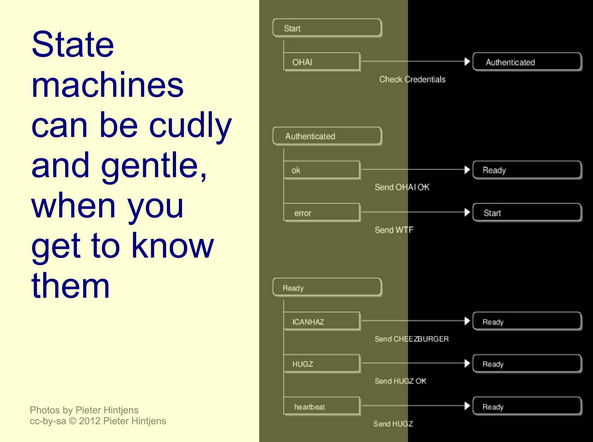 State
machines
can be cudly
and gentle,
when you
get to know
them
Photos by Pieter Hintjens
cc-by-sa © 2012 Pieter Hintjens
Start
OHAI
Authenticated
Check Credentials
Authenticated
ok
Ready
Send OHAI OK
error
Start
Send WTF
Ready
ICANHAZ
Ready
Send CHEEZBURGER
HUGZ
Ready
Send HUGZ OK
heartbeat
Ready
Send HUGZ